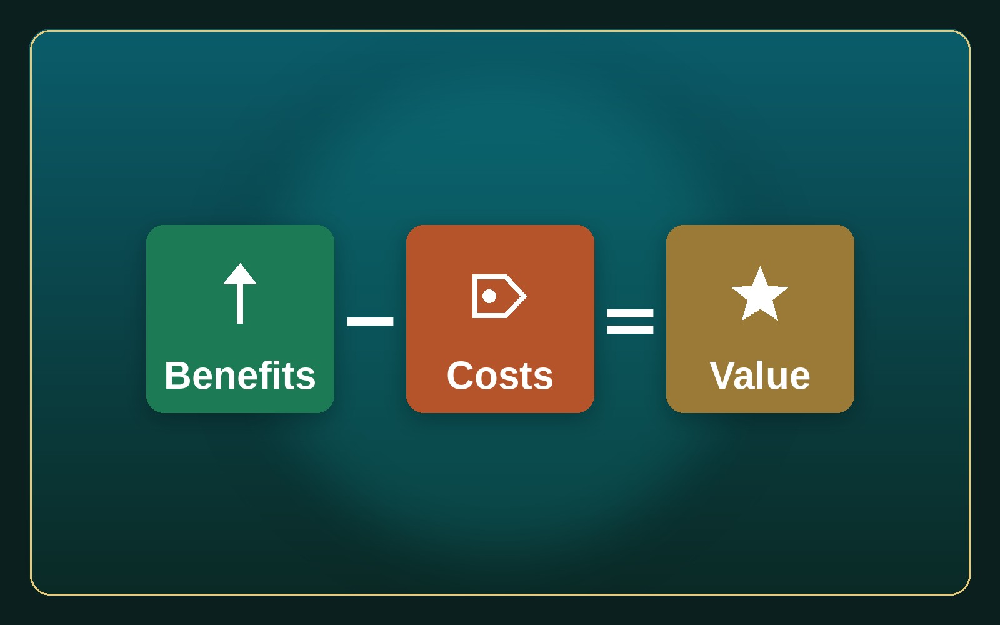 Benefits − Costs = Value